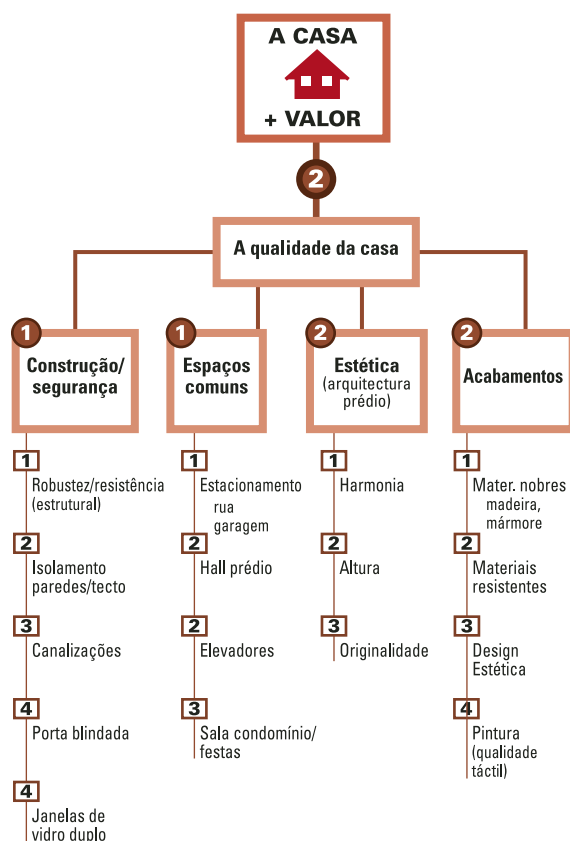 A CASA
+ VALOR
2
A qualidade da casa
1
Construção/
segurança
1
Robustez/resistência
(estrutural)
2
Isolamento
paredes/tecto
3
Canalizações
4
Porta blindada
4
Janelas de
vidro duplo
1
Espaços
comuns
1
Estacionamento
rua
garagem
2
Hall prédio
2
Elevadores
3
Sala condomínio/
festas
2
Estética
(arquitectura
prédio)
1
Harmonia
2
Altura
3
Originalidade
2
Acabamentos
1
Mater. nobres
madeira,
mármore
2
Materiais
resistentes
3
Design
Estética
4
Pintura
(qualidade
táctil)